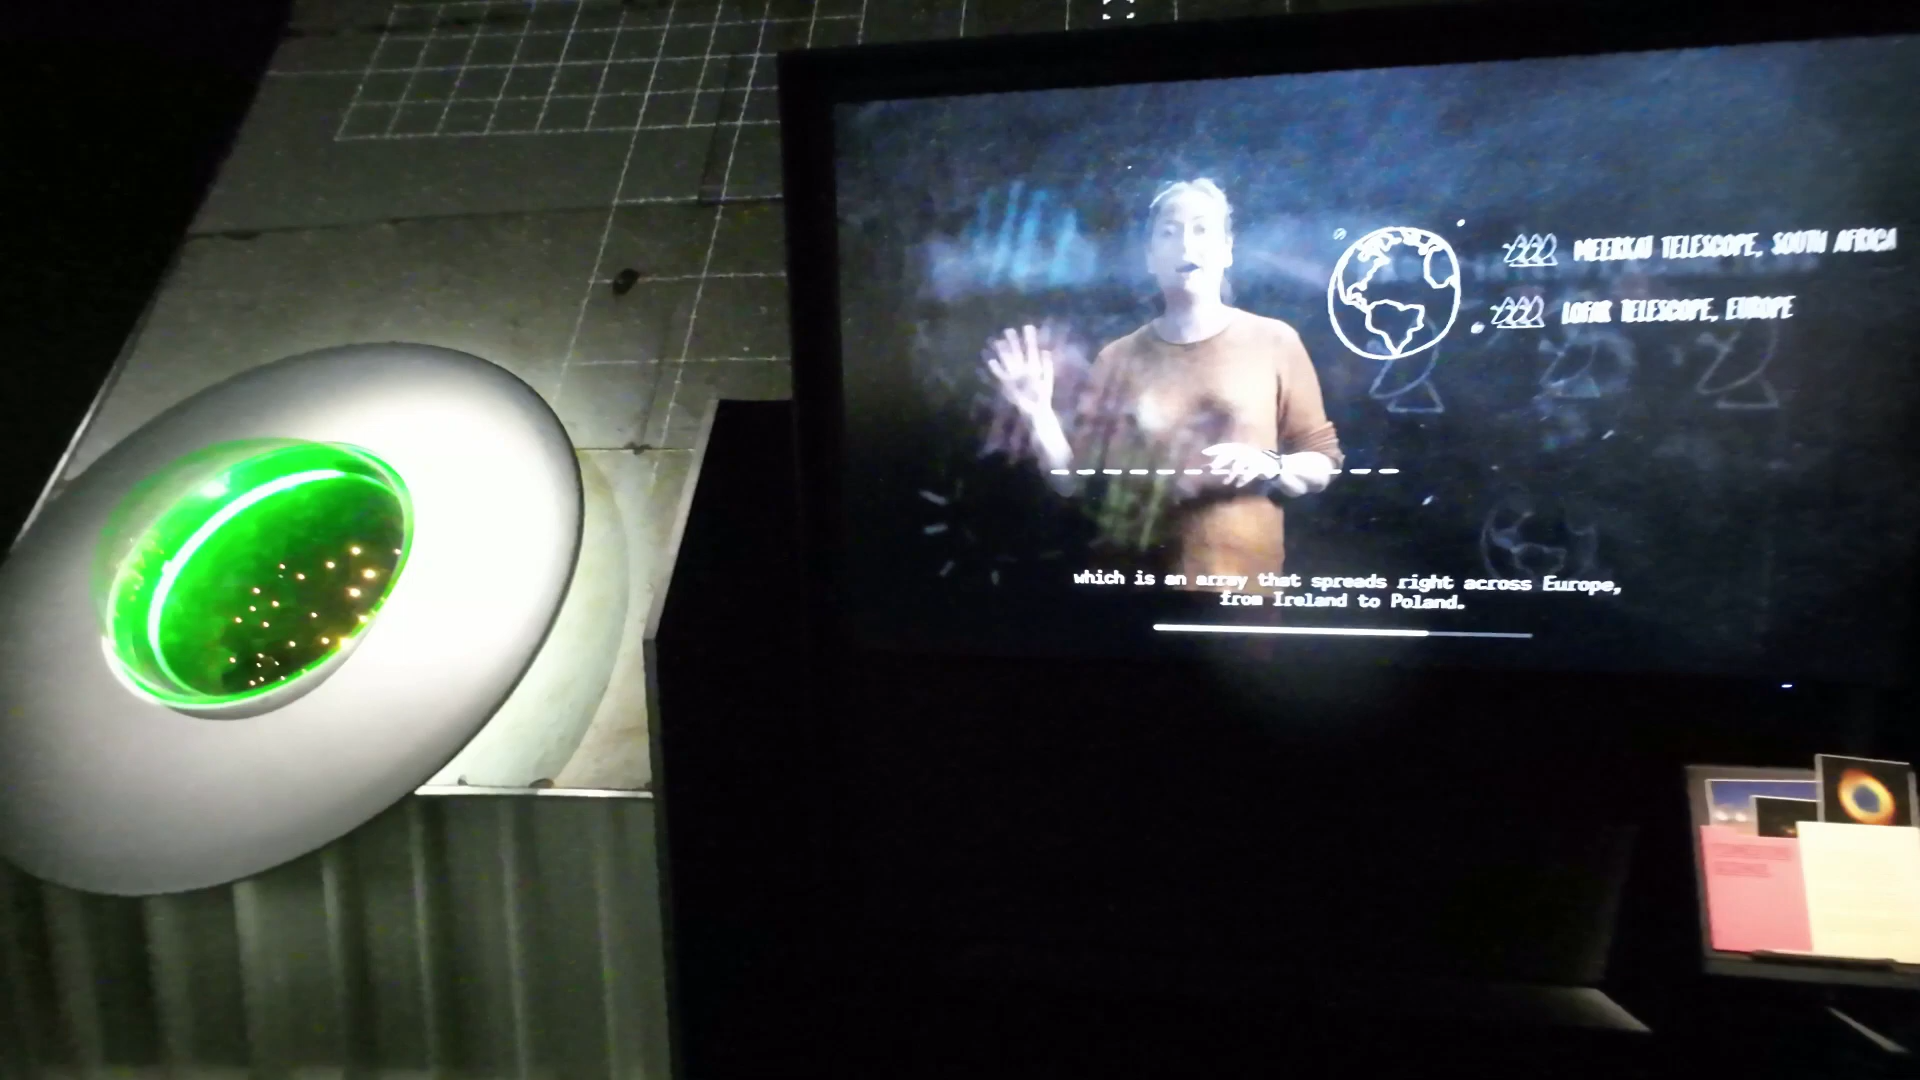 MEERKAT TELESCOPE, SOUTH AFRICA
LOFAR TELESCOPE, EUROPE
which is an array that spreads right across Europe,
from Ireland to Poland.